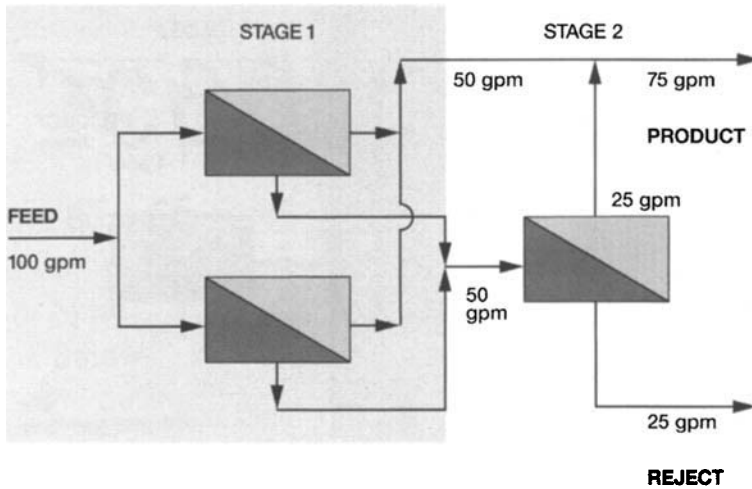 STAGE 1
STAGE 2
50 gpm
75 gpm
PRODUCT
FEED
100 gpm
25 gpm
50
gpm
25 gpm
REJECT